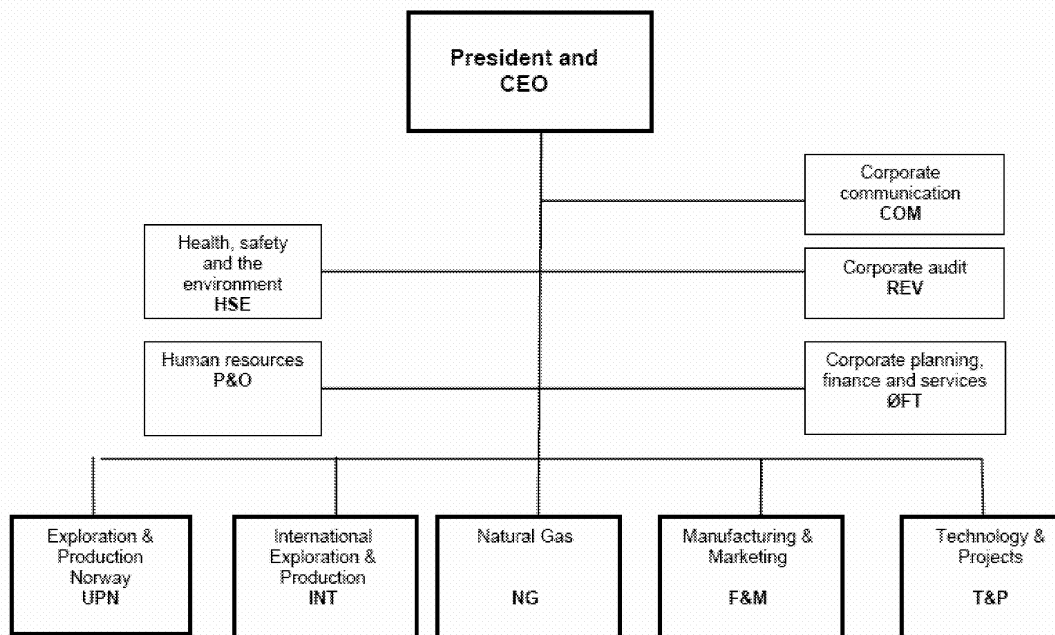 President and
CEO
Corporate
communication
COM
Health, safety
and the
environment
HSE
Corporate audit
REV
Human resources
P&O
Corporate planning,
finance and services
ØFT
Exploration &
Production
Norway
UPN
International
Exploration &
Production
INT
Natural Gas
NG
Manufacturing &
Marketing
F&M
Technology &
Projects
T&P